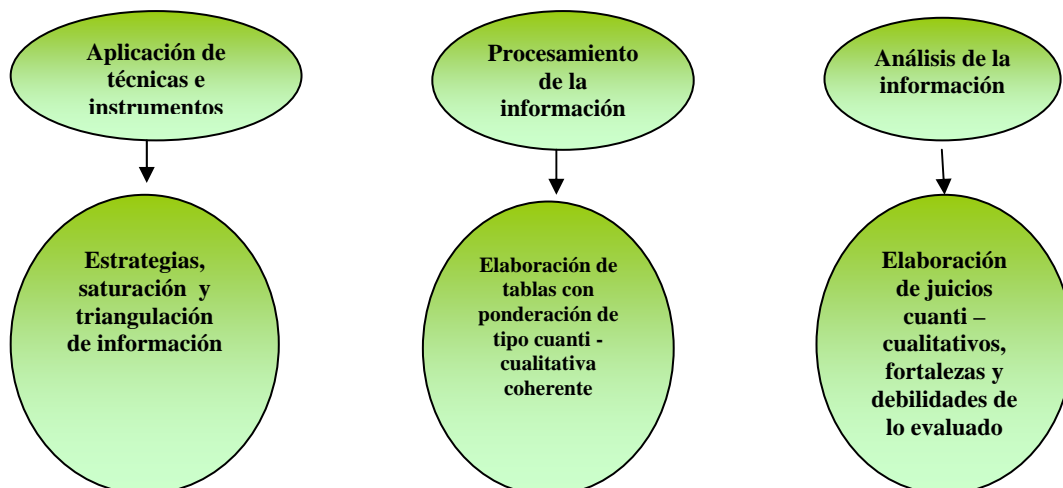 Aplicación de
técnicas e
instrumentos
Procesamiento
de la
información
Análisis de la
información
Estrategias,
saturación y
triangulación
de información
Elaboración de
tablas con
ponderación de
tipo cuanti -
cualitativa
coherente
Elaboración
de juicios
cuanti –
cualitativos,
fortalezas y
debilidades de
lo evaluado